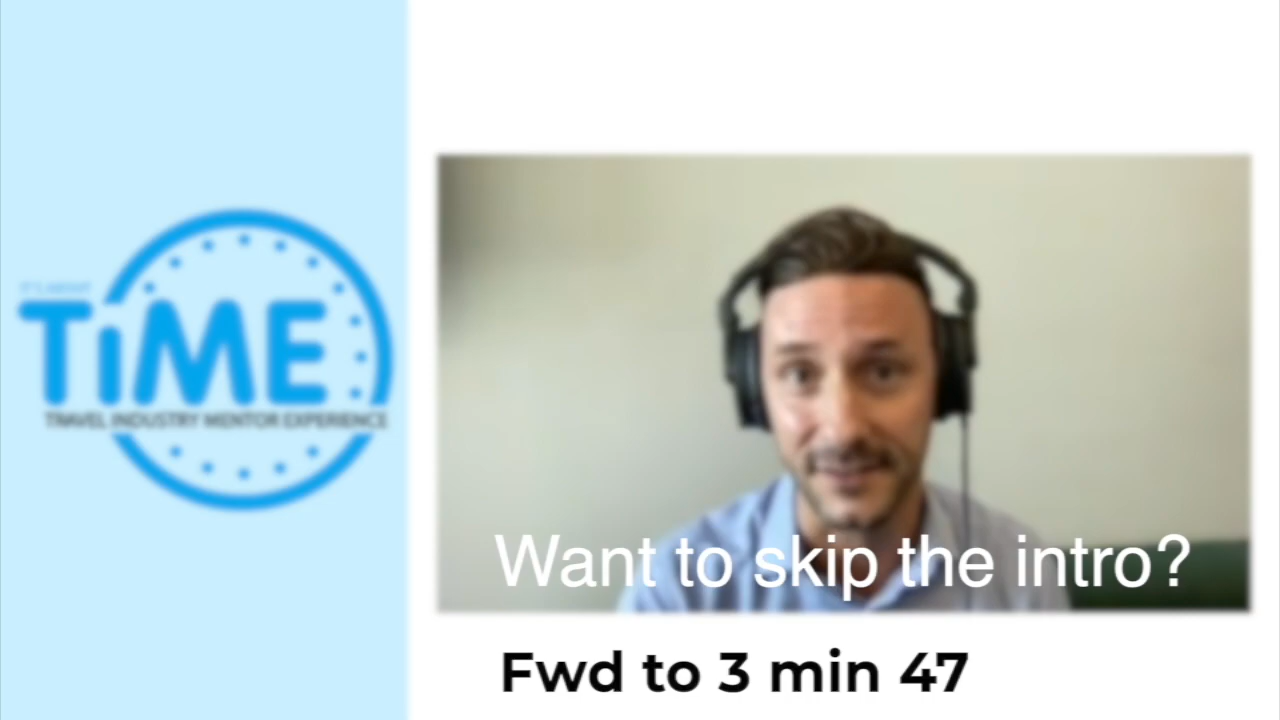 TiME
TRAVEL INDUSTRY MENTOR EXPERIENCE
Want to skip the intro?
Fwd to 3 min 47